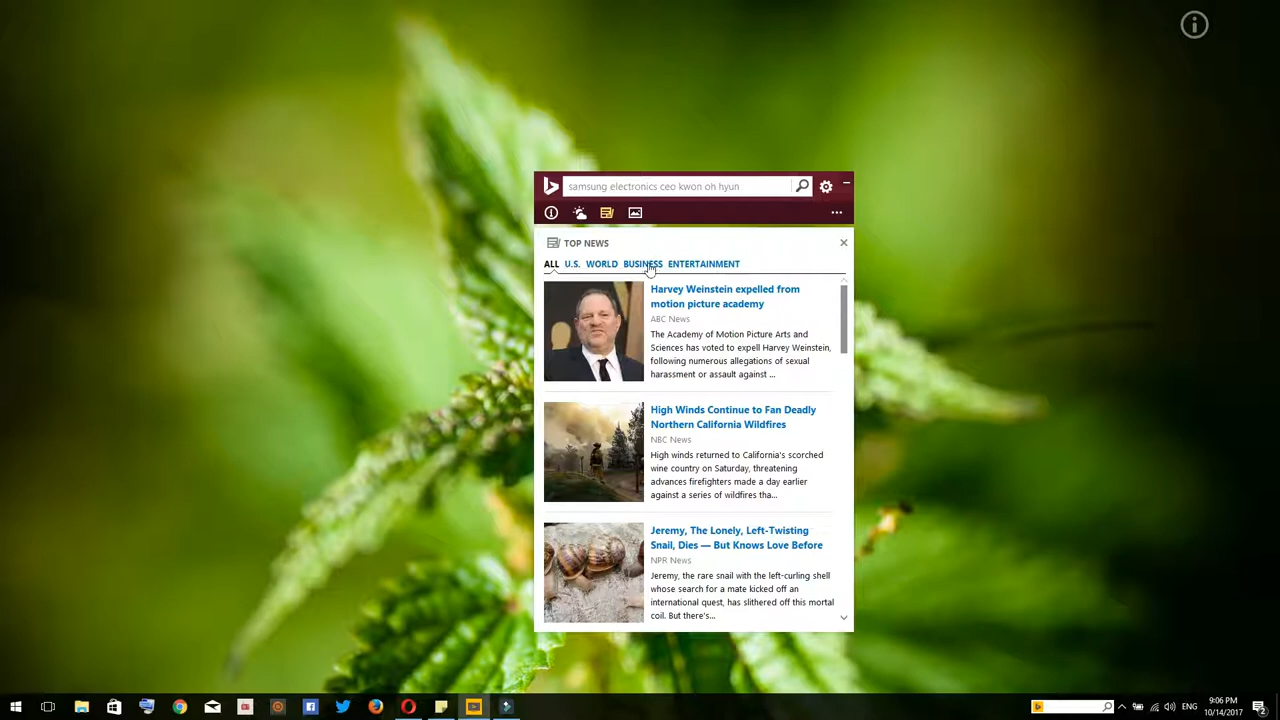 samsung electronics ceo kwon oh hyun
TOP NEWS
ALL U.S. WORLD BUSINESS ENTERTAINMENT
Harvey Weinstein expelled from
motion picture academy
ABC News
The Academy of Motion Picture Arts and
Sciences has voted to expell Harvey Weinstein,
following numerous allegations of sexual
harassment or assault against ...
High Winds Continue to Fan Deadly
Northern California Wildfires
NBC News
High winds returned to California's scorched
wine country on Saturday, threatening
advances firefighters made a day earlier
against a series of wildfires tha...
Jeremy, The Lonely, Left-Twisting
Snail, Dies — But Knows Love Before
NPR News
Jeremy, the rare snail with the left-curling shell
whose search for a mate kicked off an
international quest, has slithered off this mortal
coil. But there's...
ENG
9:06 PM
10/14/2017
2